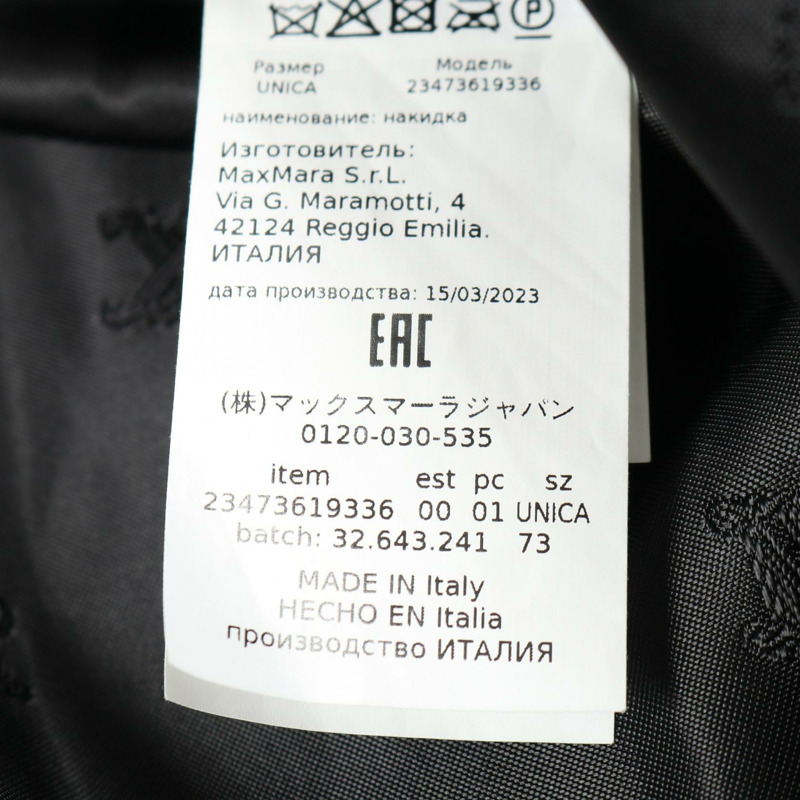 P
Размер Модель
UNICA 23473619336
наименование: накидка
Изготовитель:
MaxMara S.r.L.
Via G. Maramotti, 4
42124 Reggio Emilia.
ИТАЛИЯ
дата производства: 15/03/2023
EAC
(株)マックスマーラジャパン
0120-030-535
item est pc sz
23473619336 00 01 UNICA
batch: 32.643.241 73
MADE IN Italy
HECHO EN Italia
производство ИТАЛИЯ